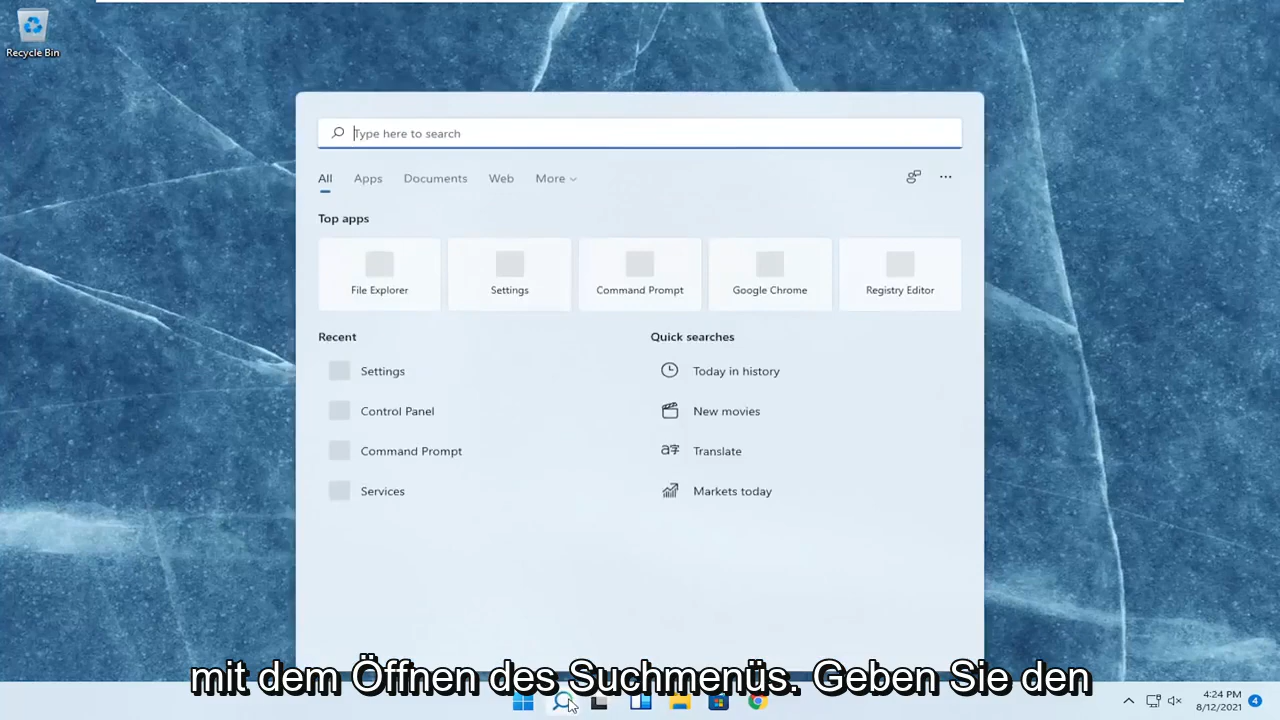 Recycle Bin
Type here to search
All Apps Documents Web More
Top apps
File Explorer Settings Command Prompt Google Chrome Registry Editor
Recent Quick searches
Settings Today in history
Control Panel New movies
Command Prompt Translate
Services Markets today
mit dem Öffnen des Suchmenüs. Geben Sie den
4:24 PM
8/12/2021
4